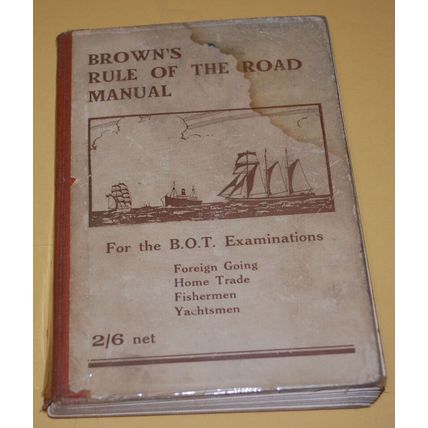 BROWN'S
RULE OF THE ROAD
MANUAL
For the B.O.T. Examinations
Foreign Going
Home Trade
Fishermen
Yachtsmen
2/6 net